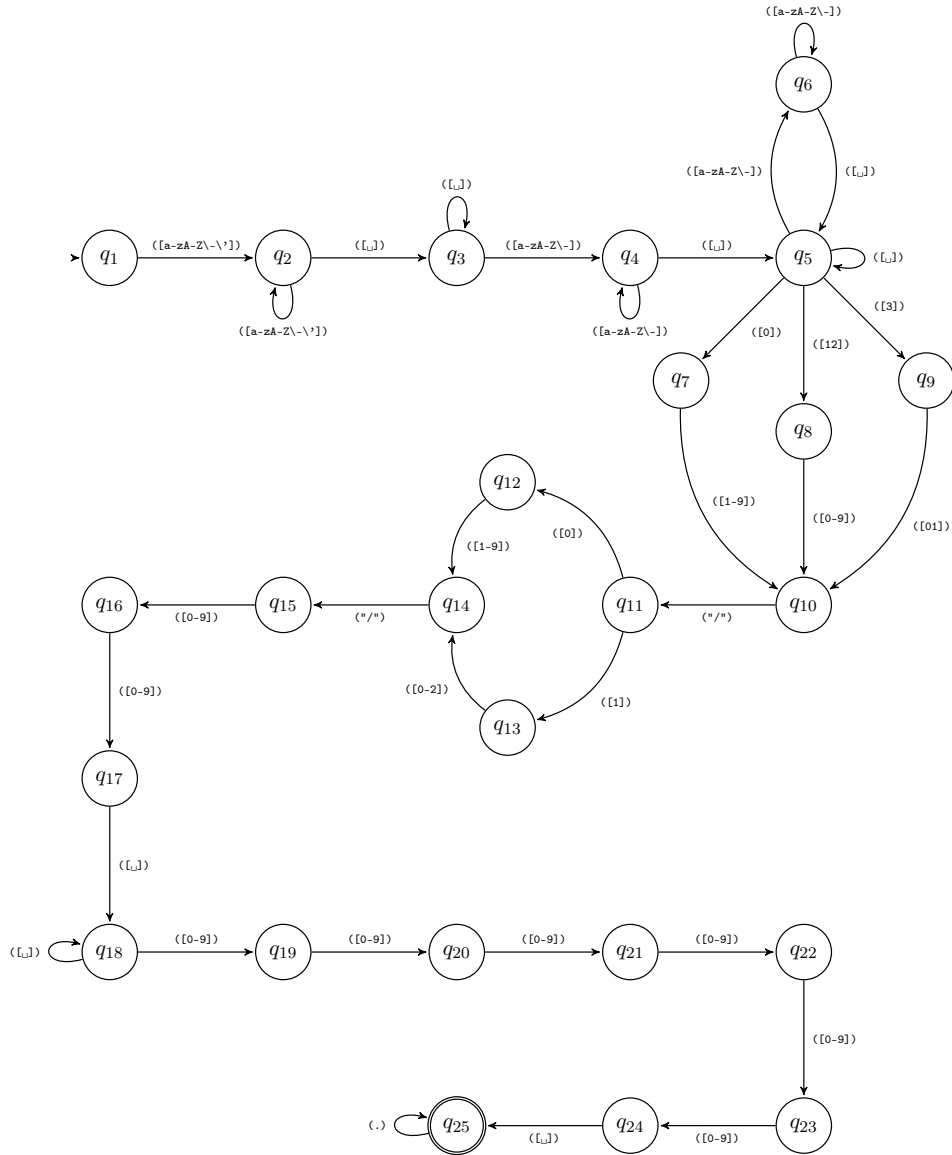 ([a-zA-Z\-])
q6
([a-zA-Z\-]) ([␣])
([␣])
q1 ([a-zA-Z\-\']) q2 ([␣]) q3 ([a-zA-Z\-]) q4 ([␣]) q5 ([␣])
([a-zA-Z\-\']) ([a-zA-Z\-])
([0]) ([12]) ([3])
q7 q8 q9
q12
([1-9]) ([0]) ([1-9]) ([0-9]) ([01])
q16 ([0-9]) q15 ("/") q14 q11 ("/") q10
([0-9]) ([0-2]) ([1])
q13
q17
([␣])
([␣]) q18 ([0-9]) q19 ([0-9]) q20 ([0-9]) q21 ([0-9]) q22
([0-9])
(.) q25 ([␣]) q24 ([0-9]) q23